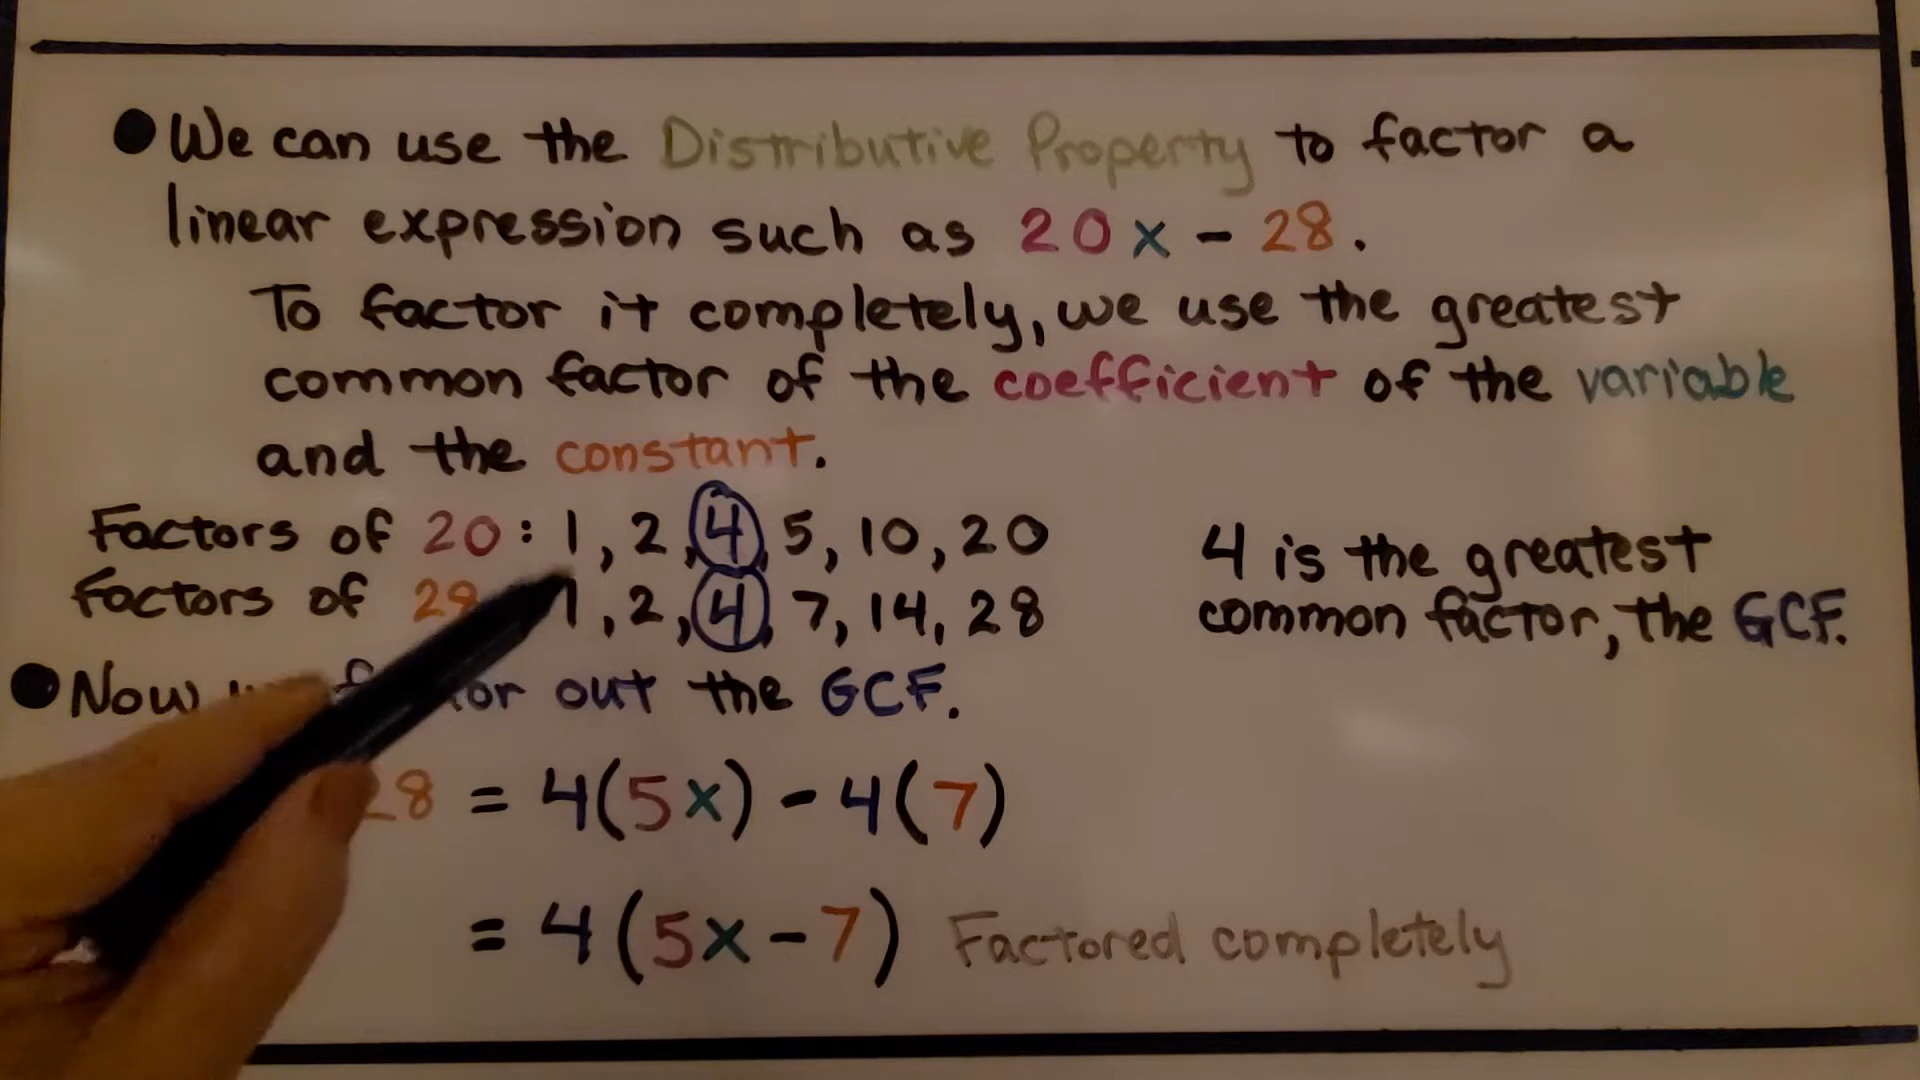 We can use the Distributive Property to factor a
linear expression such as 20x - 28.
To factor it completely, we use the greatest
common factor of the coefficient of the variable
and the constant.
Factors of 20: 1, 2, 4, 5, 10, 20
Factors of 28 1, 2, 4, 7, 14, 28
4 is the greatest
common factor, the GCF.
Now out the GCF.
28 = 4(5x) - 4(7)
= 4(5x - 7) Factored completely